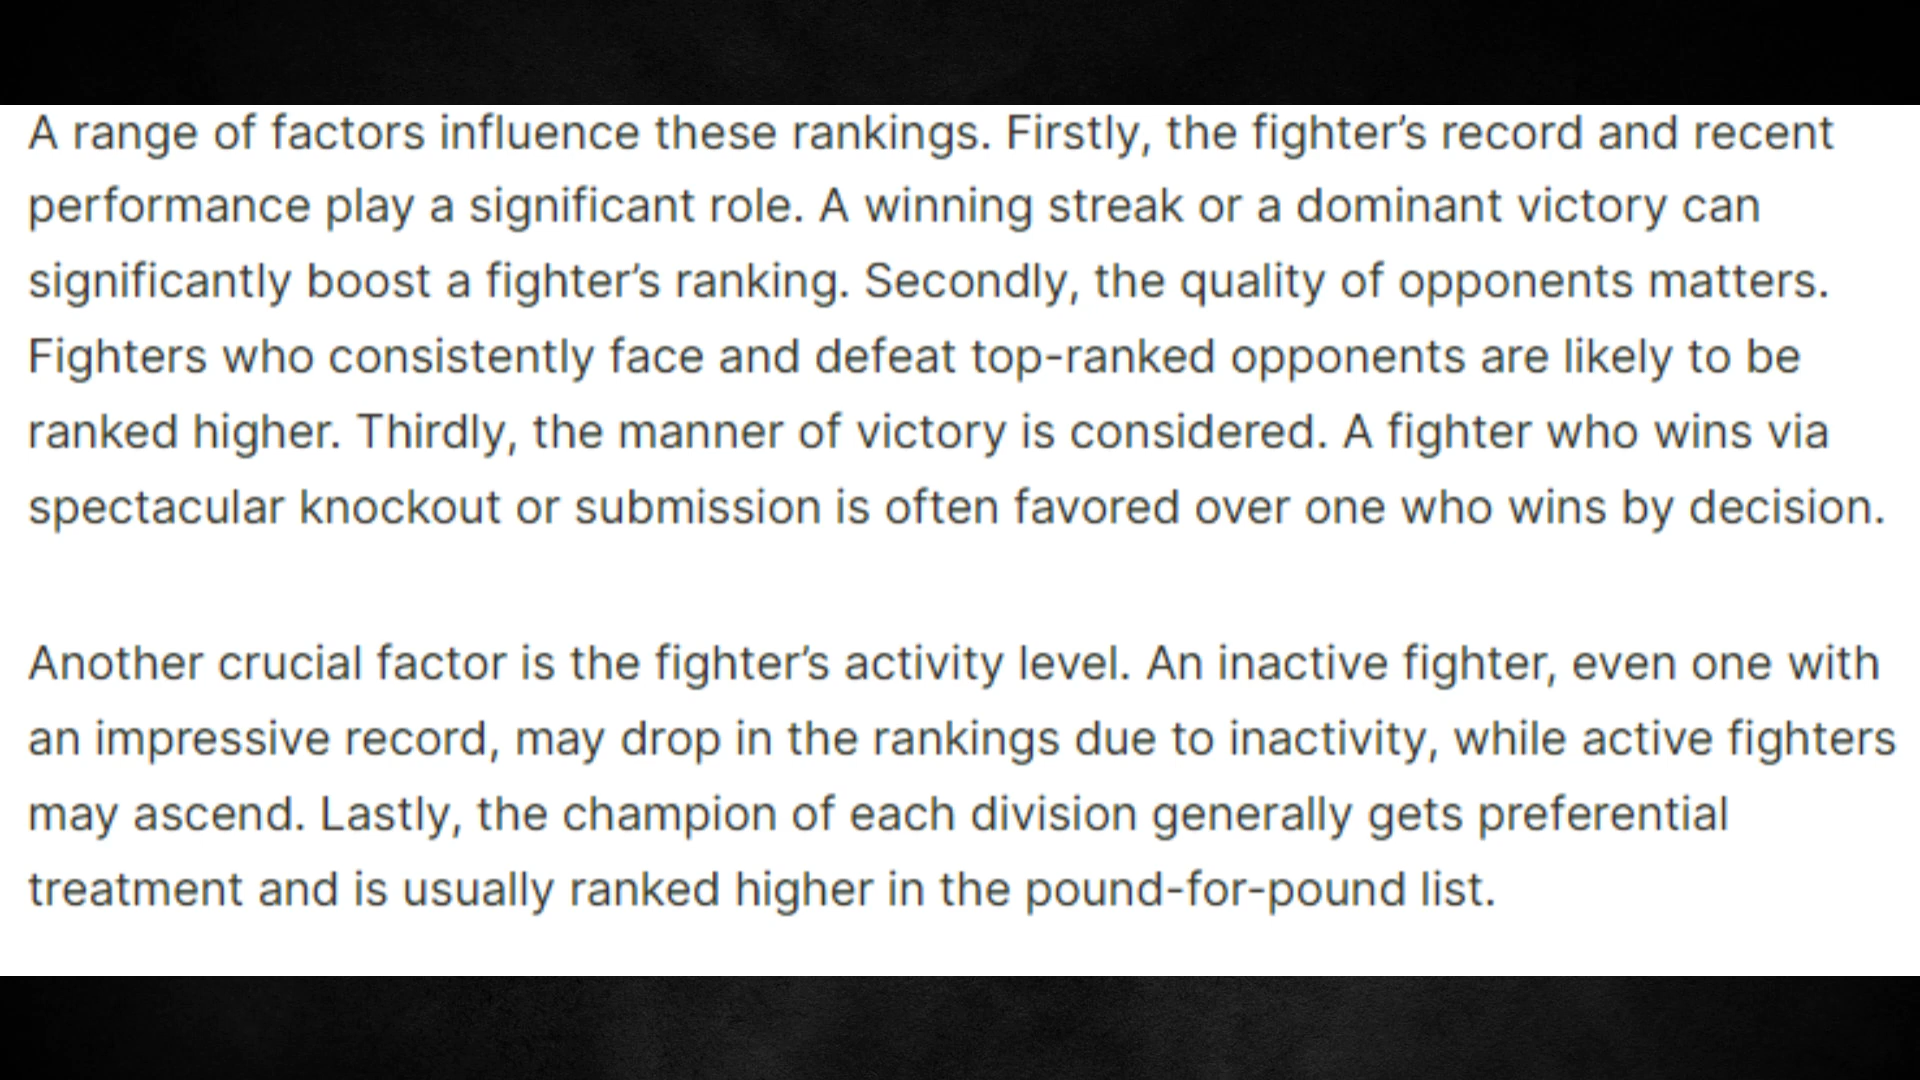 A range of factors influence these rankings. Firstly, the fighter’s record and recent
performance play a significant role. A winning streak or a dominant victory can
significantly boost a fighter’s ranking. Secondly, the quality of opponents matters.
Fighters who consistently face and defeat top-ranked opponents are likely to be
ranked higher. Thirdly, the manner of victory is considered. A fighter who wins via
spectacular knockout or submission is often favored over one who wins by decision.
Another crucial factor is the fighter’s activity level. An inactive fighter, even one with
an impressive record, may drop in the rankings due to inactivity, while active fighters
may ascend. Lastly, the champion of each division generally gets preferential
treatment and is usually ranked higher in the pound-for-pound list.